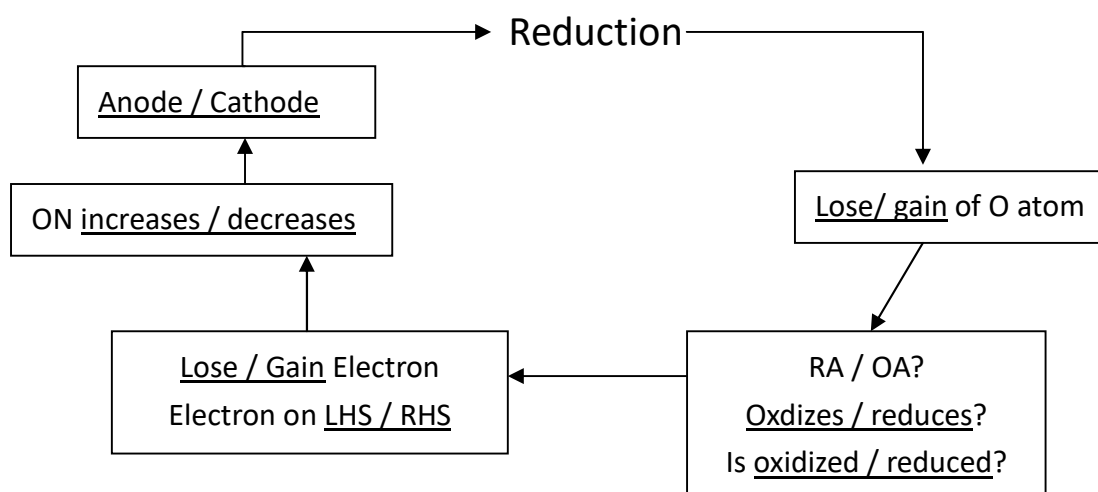 Reduction
Anode / Cathode
ON increases / decreases
Lose/ gain of O atom
Lose / Gain Electron
Electron on LHS / RHS
RA / OA?
Oxdizes / reduces?
Is oxidized / reduced?